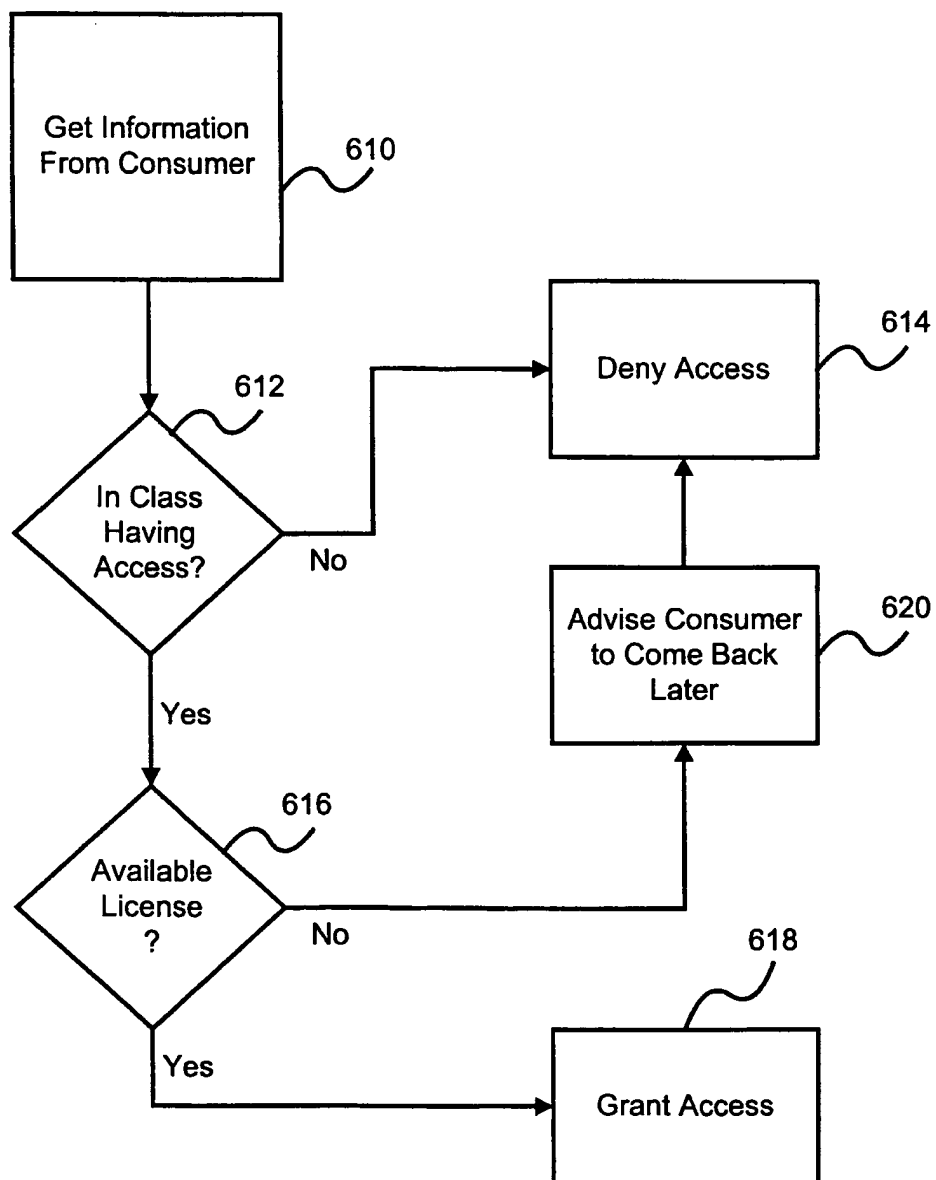 Get Information
From Consumer
610
614
Deny Access
612
In Class
Having
Access?
No
620
Advise Consumer
to Come Back
Later
Yes
616
Available
License
?
No
618
Yes
Grant Access